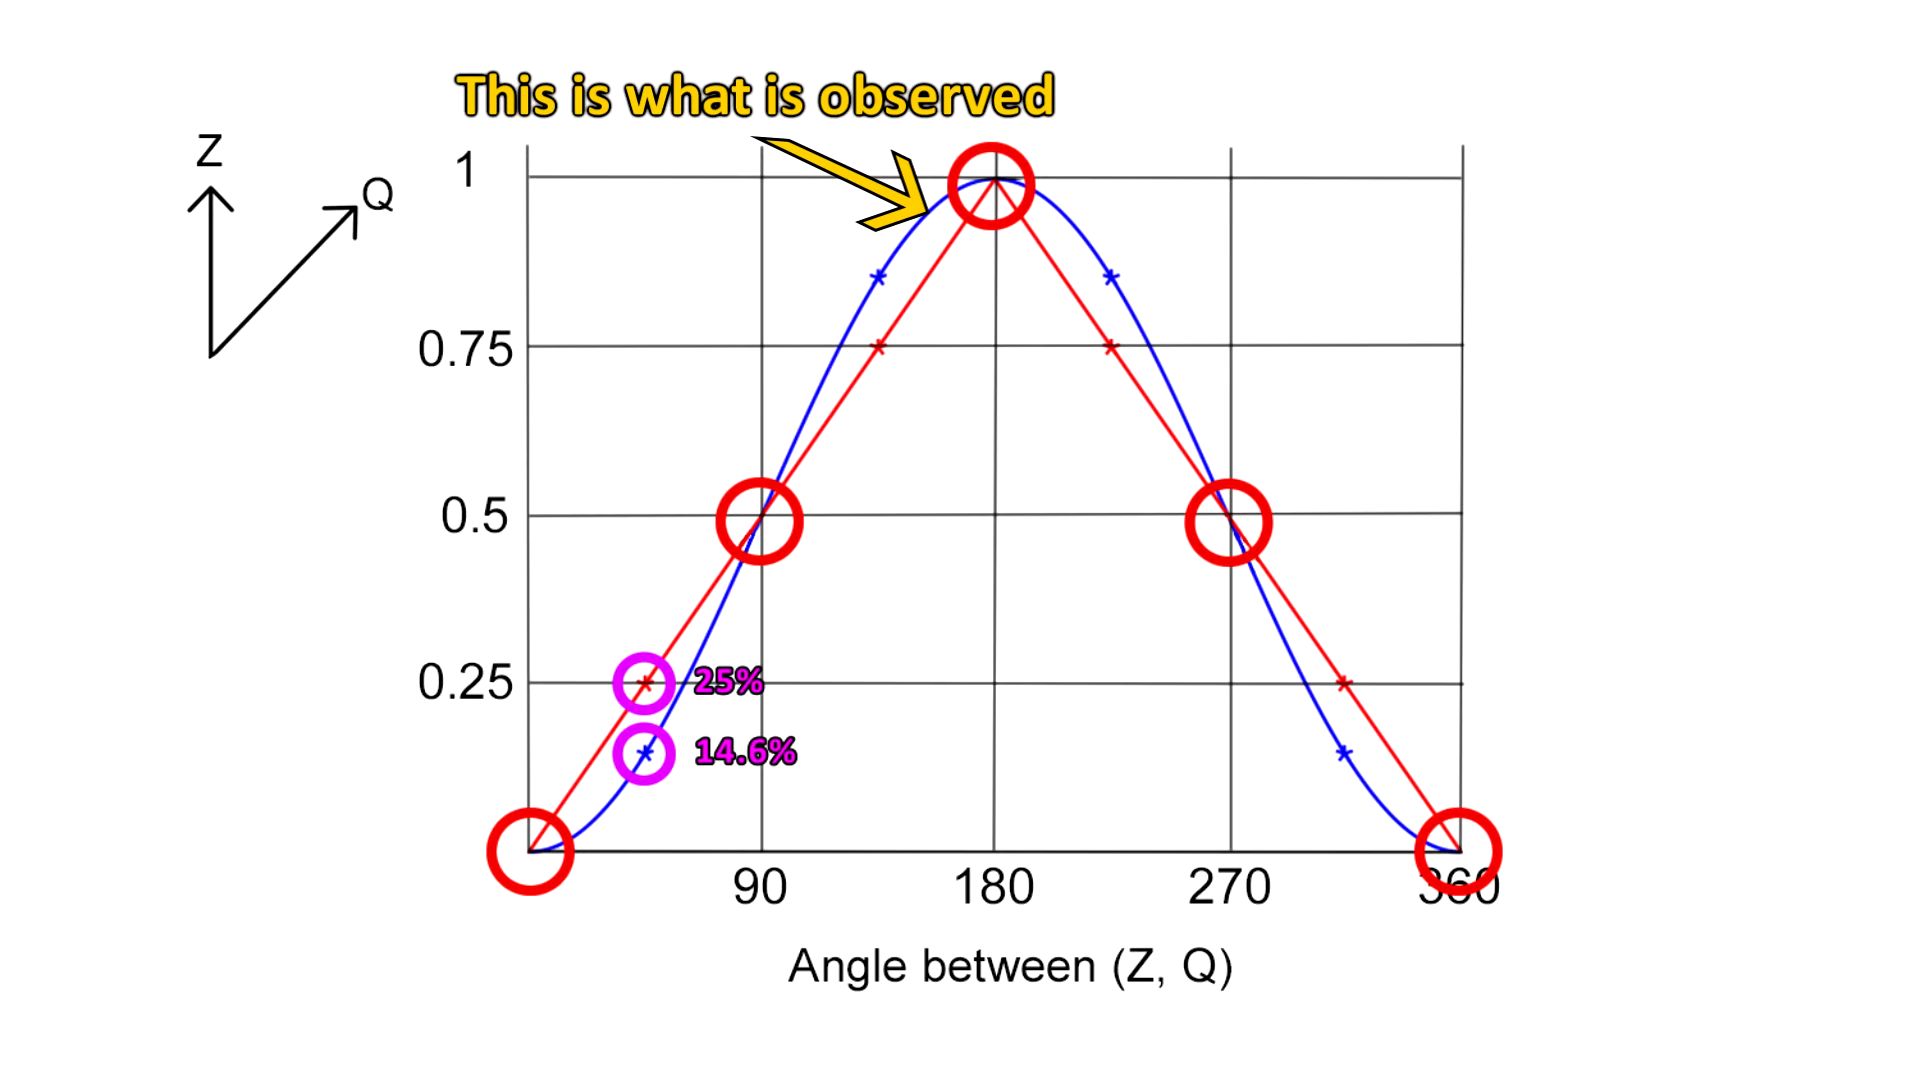 This is what is observed
Z
Q
1
0.75
0.5
0.25
25%
14.6%
90 180 270 360
Angle between (Z, Q)